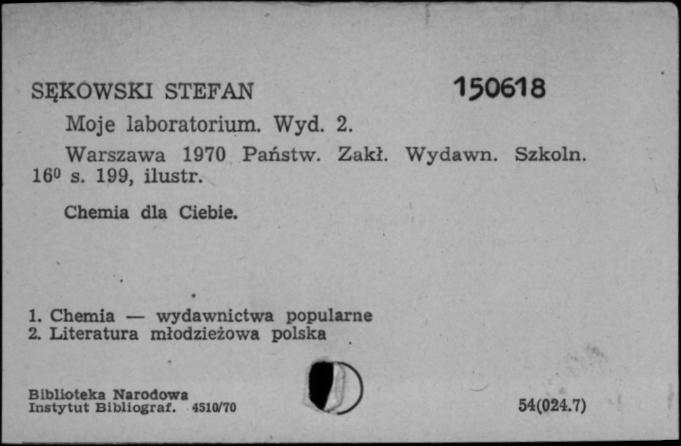 SĘKOWSKI STEFAN 150618
Moje laboratorium. Wyd. 2.
Warszawa 1970 Państw. Zakł. Wydawn. Szkoln.
16⁰ s. 199, ilustr.
Chemia dla Ciebie.
1. Chemia — wydawnictwa popularne
2. Literatura młodzieżowa polska
Biblioteka Narodowa
Instytut Bibliograf. 4510/70 54(024.7)